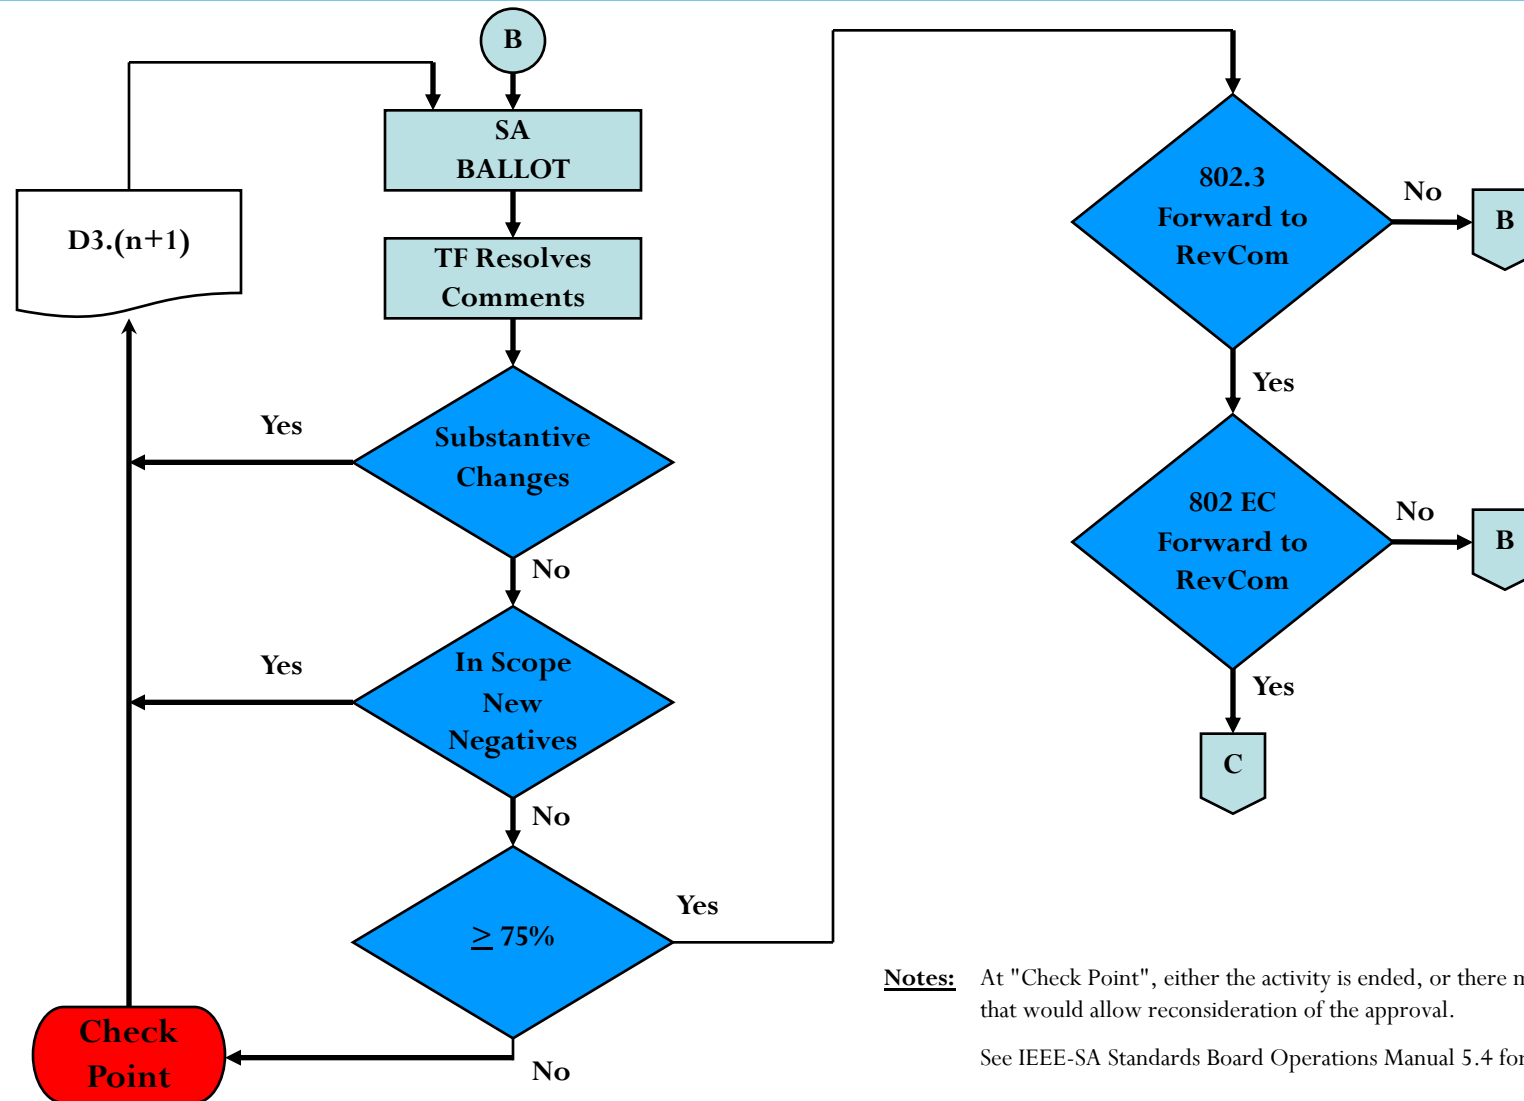 B
SA
BALLOT
D3.(n+1)
TF Resolves
Comments
Yes
Substantive
Changes
No
Yes
In Scope
New
Negatives
No
≥ 75%
Yes
No
Check
Point
802.3
Forward to
RevCom
No
B
Yes
802 EC
Forward to
RevCom
No
B
Yes
C
Notes: At "Check Point", either the activity is ended, or there
that would allow reconsideration of the approval.
See IEEE-SA Standards Board Operations Manual 5.4 for